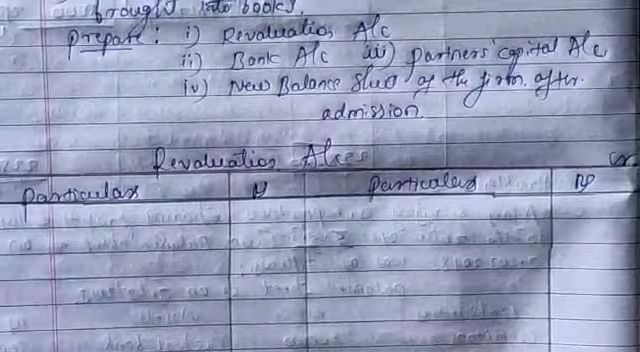 brought into books.
Prepare: i) Revaluation A/c
ii) Bank A/c iii) partners' capital A/c
iv) New Balance Sheet of the firm after
admission.
Revaluation A/c
cr.
particulars particulars